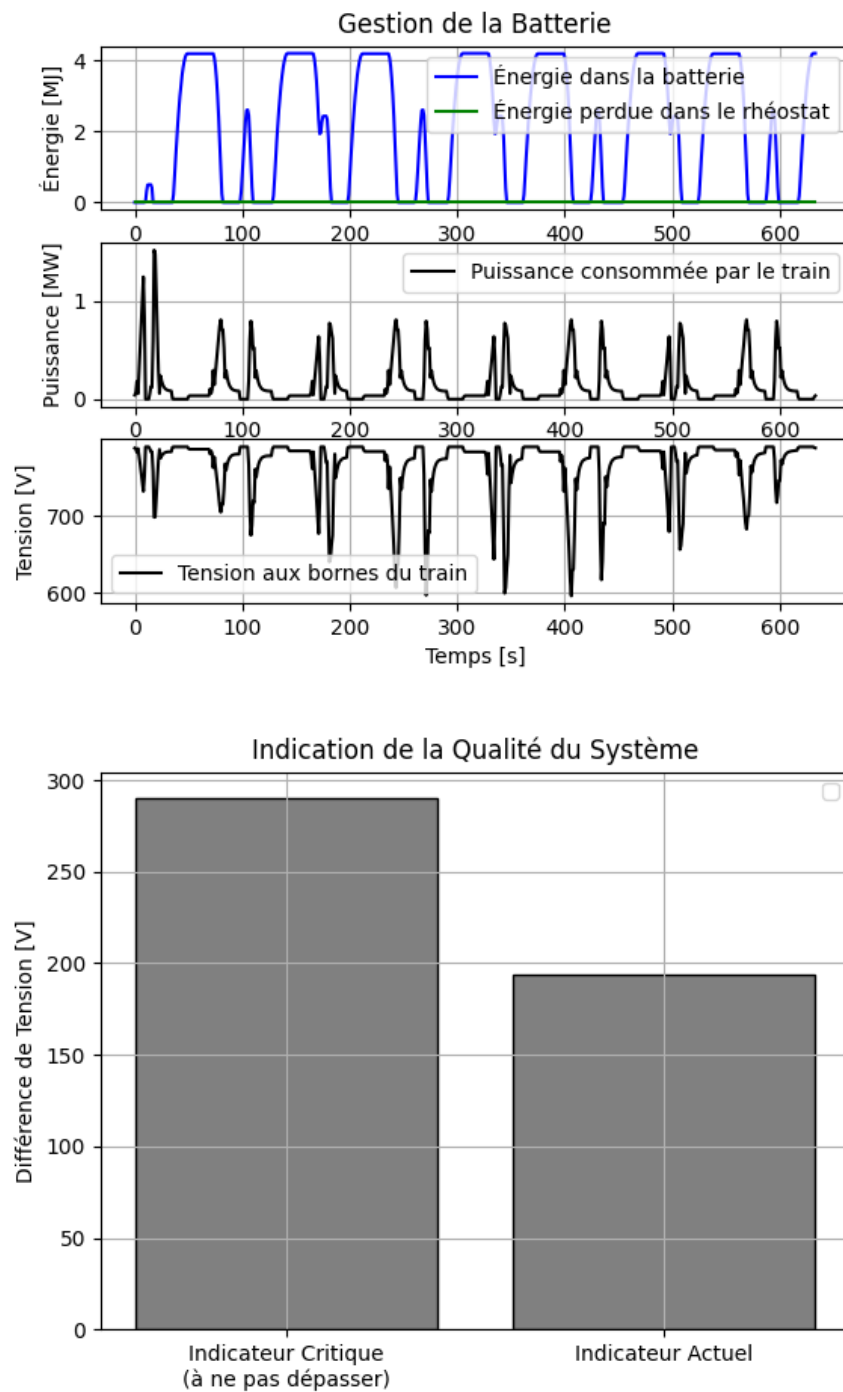 Gestion de la Batterie
Énergie [MJ]
4
2
0
Énergie dans la batterie
Énergie perdue dans le rhéostat
0 100 200 300 400 500 600
Puissance [MW]
1
0
Puissance consommée par le train
0 100 200 300 400 500 600
Tension [V]
700
600
Tension aux bornes du train
0 100 200 300 400 500 600
Temps [s]
Indication de la Qualité du Système
Différence de Tension [V]
300
250
200
150
100
50
0
Indicateur Critique Indicateur Actuel
(à ne pas dépasser)